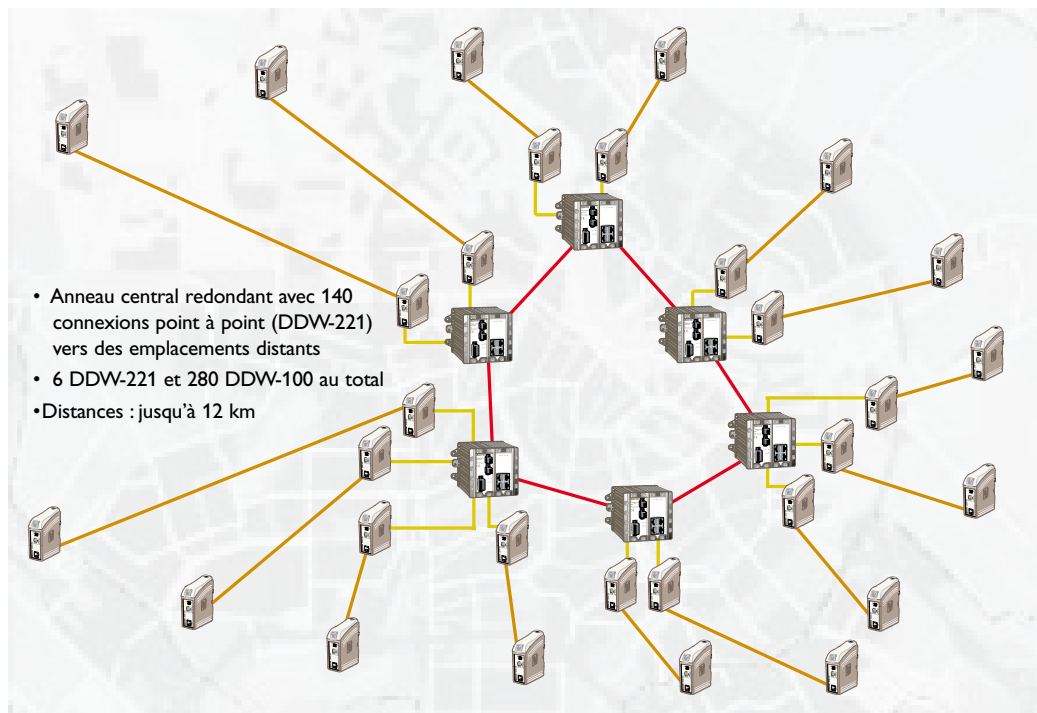 • Anneau central redondant avec 140
connexions point à point (DDW-221)
vers des emplacements distants
• 6 DDW-221 et 280 DDW-100 au total
•Distances : jusqu’à 12 km